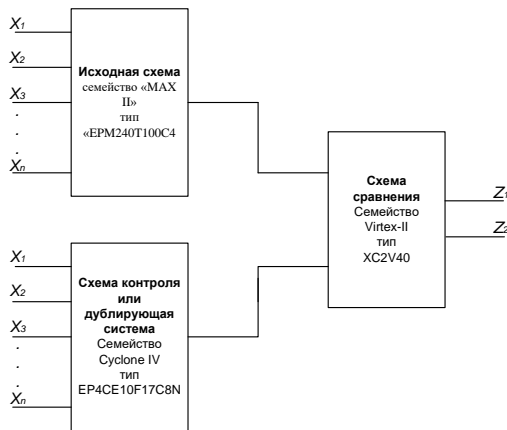 X1
X2
X3
.
.
.
Xn
Исходная схема
семейство «MAX
II»
тип
«EPM240T100C4
X1
X2
X3
.
.
.
Xn
Схема контроля
или
дублирующая
система
Семейство
Cyclone IV
тип
EP4CE10F17C8N
Схема
сравнения
Семейство
Virtex-II
тип
XC2V40
Z1
Z2